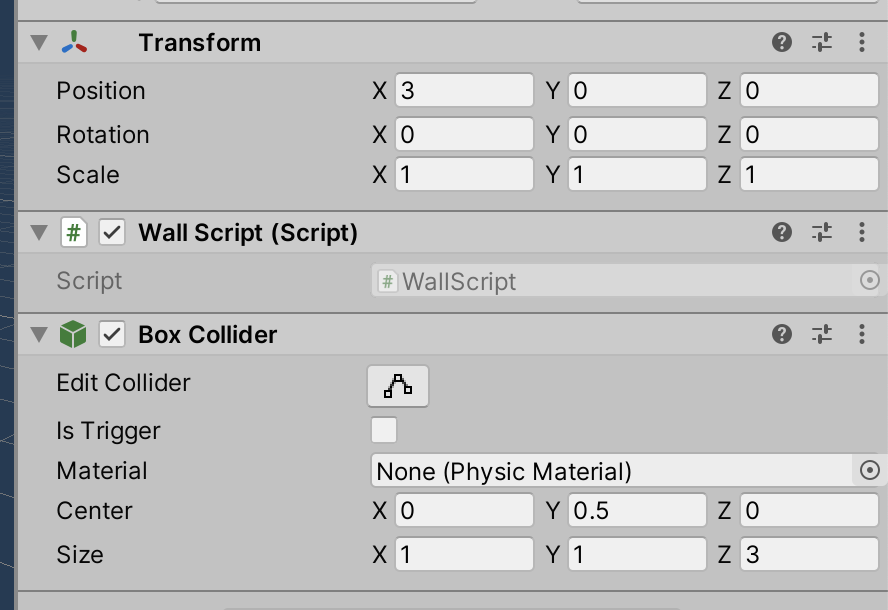 Transform
Position X 3 Y 0 Z 0
Rotation X 0 Y 0 Z 0
Scale X 1 Y 1 Z 1
# Wall Script (Script)
Script # WallScript
Box Collider
Edit Collider
Is Trigger
Material None (Physic Material)
Center X 0 Y 0.5 Z 0
Size X 1 Y 1 Z 3